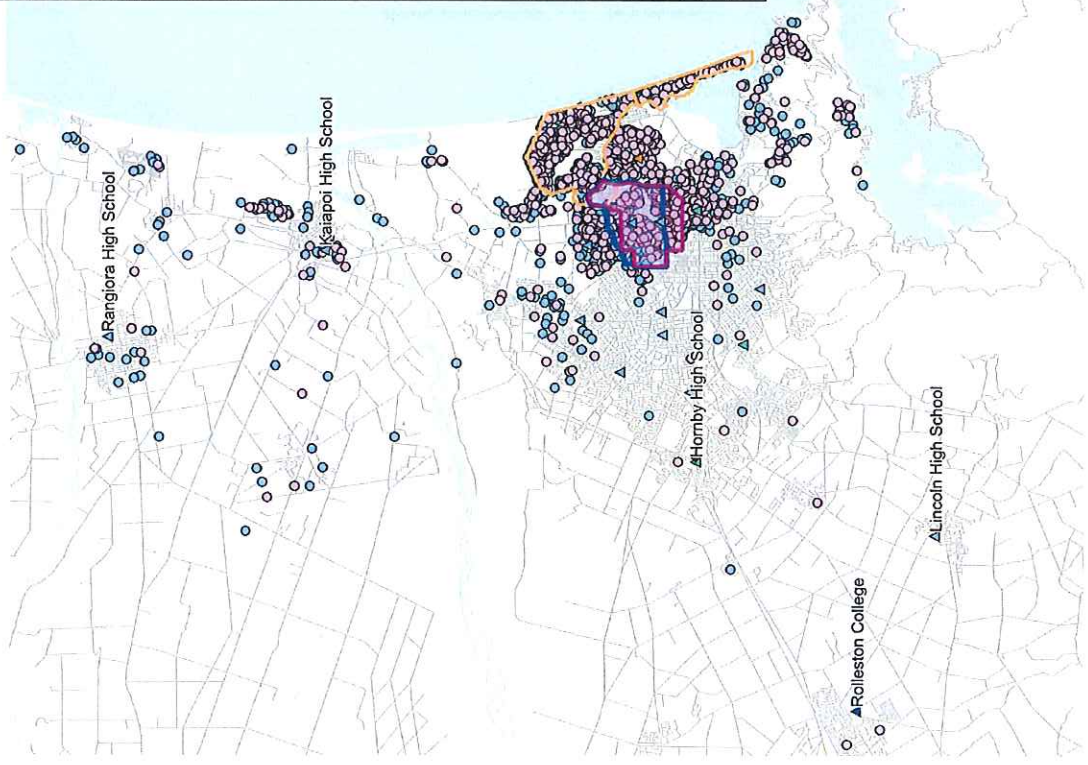 Rangiora High School
Kaiapoi High School
Hornby High School
Lincoln High School
Rolleston College